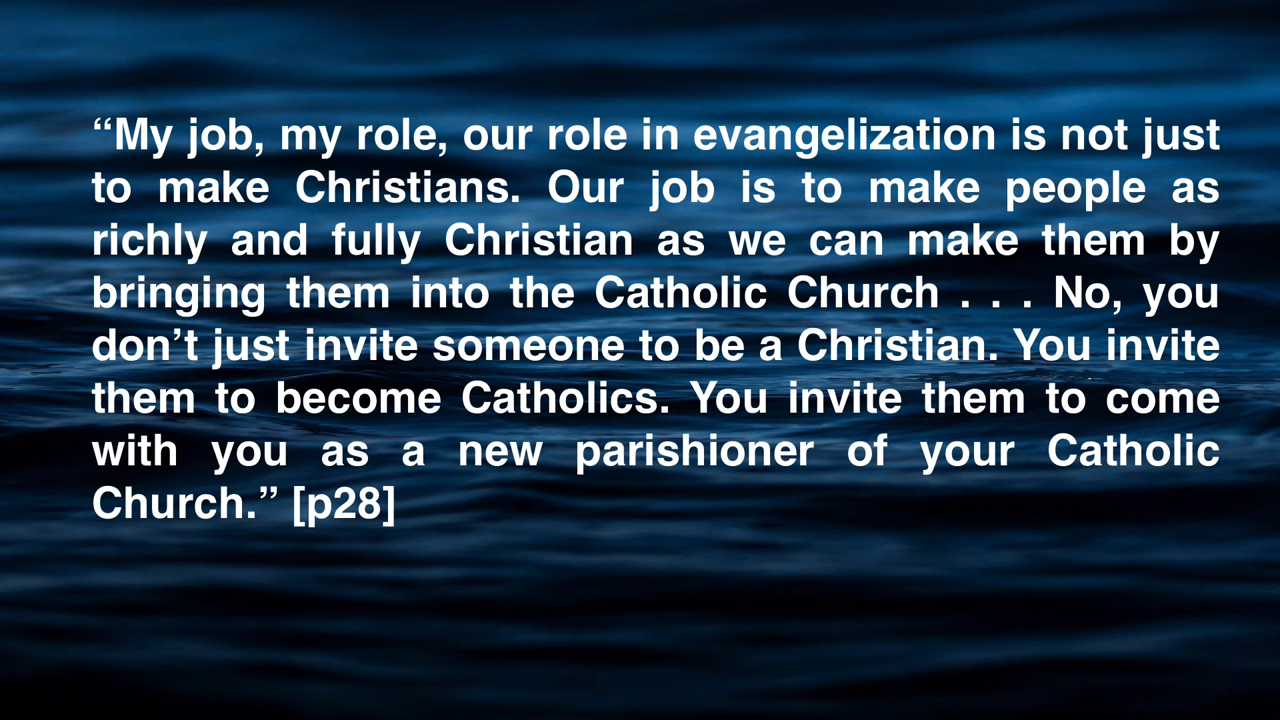 “My job, my role, our role in evangelization is not just
to make Christians. Our job is to make people as
richly and fully Christian as we can make them by
bringing them into the Catholic Church . . . No, you
don’t just invite someone to be a Christian. You invite
them to become Catholics. You invite them to come
with you as a new parishioner of your Catholic
Church.” [p28]